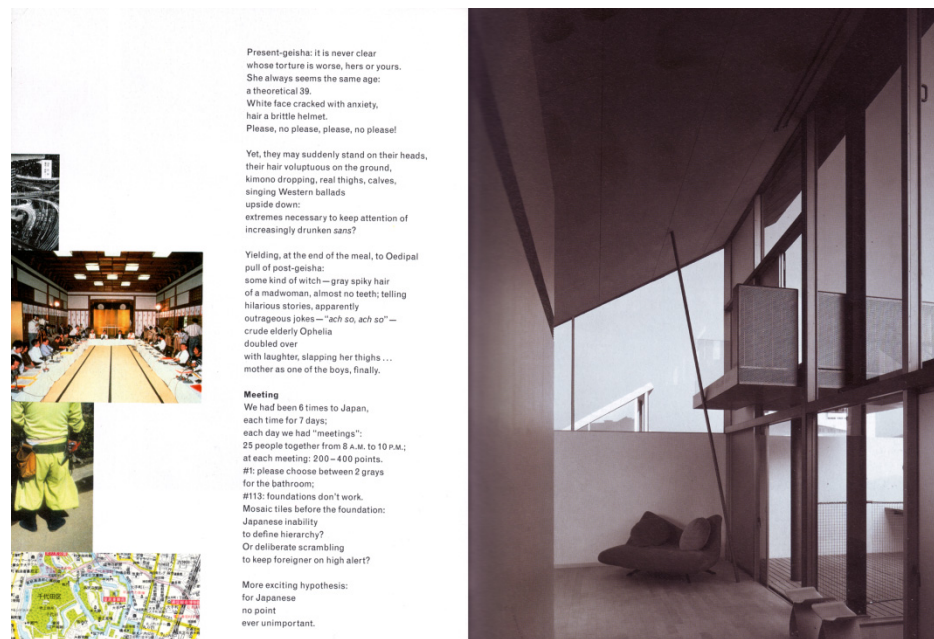 Present-geisha: it is never clear
whose torture is worse, hers or yours.
She always seems the same age:
a theoretical 39.
White face cracked with anxiety,
hair a brittle helmet.
Please, no please, please, no please!
Yet, they may suddenly stand on their heads,
their hair voluptuous on the ground,
kimono dropping, real thighs, calves,
singing Western ballads
upside down:
extremes necessary to keep attention of
increasingly drunken sans?
Yielding, at the end of the meal, to Oedipal
pull of post-geisha:
some kind of witch—gray spiky hair
of a madwoman, almost no teeth; telling
hilarious stories, apparently
outrageous jokes—"ach so, ach so"—
crude elderly Ophelia
doubled over
with laughter, slapping her thighs...
mother as one of the boys, finally.
Meeting
We had been 6 times to Japan,
each time for 7 days;
each day we had "meetings":
25 people together from 8 A.M. to 10 P.M.;
at each meeting: 200–400 points.
#1: please choose between 2 grays
for the bathroom;
#113: foundations don't work.
Mosaic tiles before the foundation:
Japanese inability
to define hierarchy?
Or deliberate scrambling
to keep foreigner on high alert?
More exciting hypothesis:
for Japanese
no point
ever unimportant.
千代田区